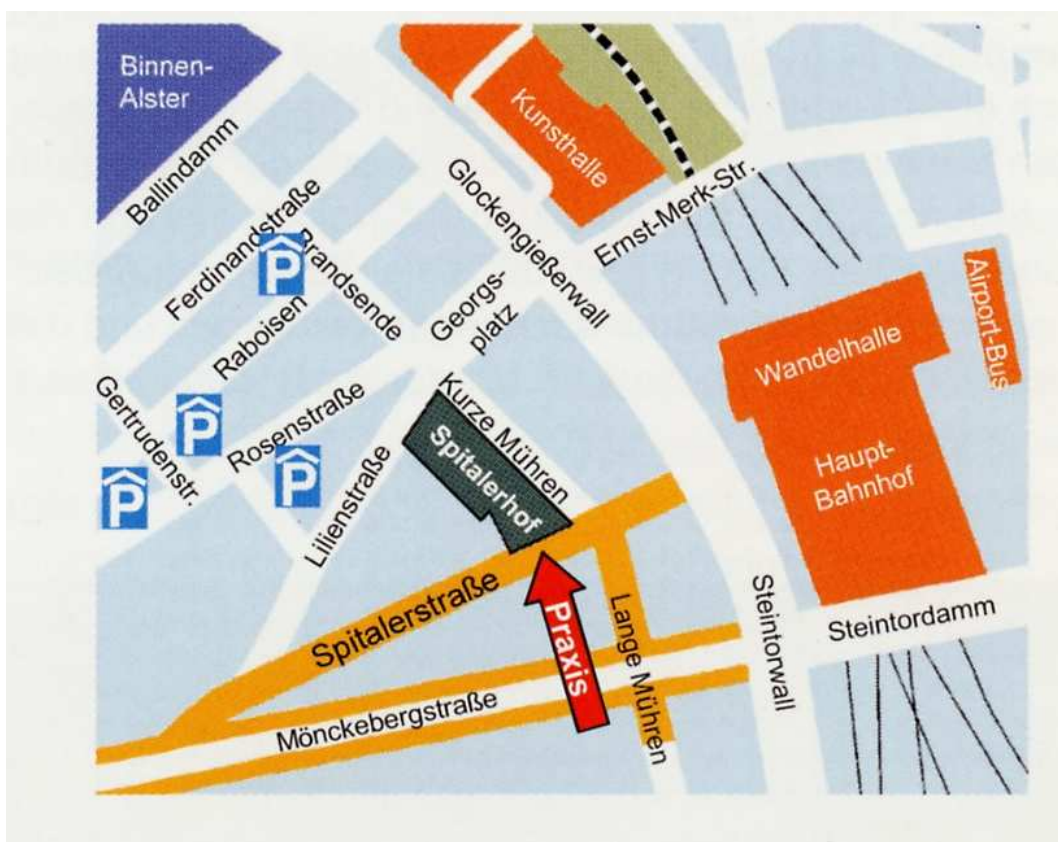 Binnen-
Alster
Kunsthalle
Ballindamm
Glockengießerwall
Ernst-Merk-Str.
Ferdinandstraße
P
Brandsende
Georgs-
platz
Airport-Bus
Raboisen
Wandelhalle
Gertrudenstr.
P
Rosenstraße
Kurze Mühren
P
P
Spitalerhof
Haupt-
Bahnhof
Lilienstraße
Spitalerstraße
Praxis
Lange Mühren
Steintorwall
Steintordamm
Mönckebergstraße